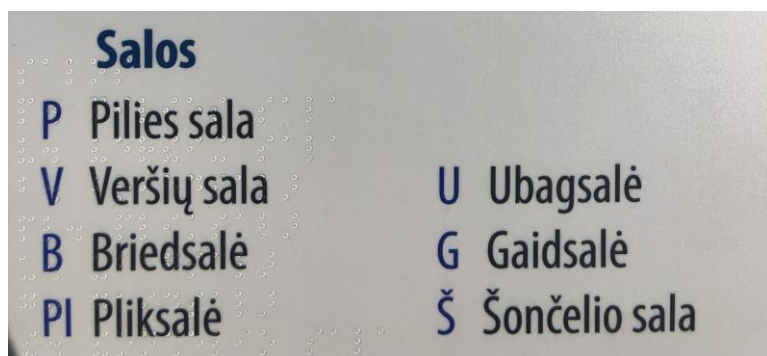 Salos
P Pilies sala
V Veršių sala
B Briedsalė
Pl Pliksalė
U Ubagsalė
G Gaidsalė
Š Šončelio sala